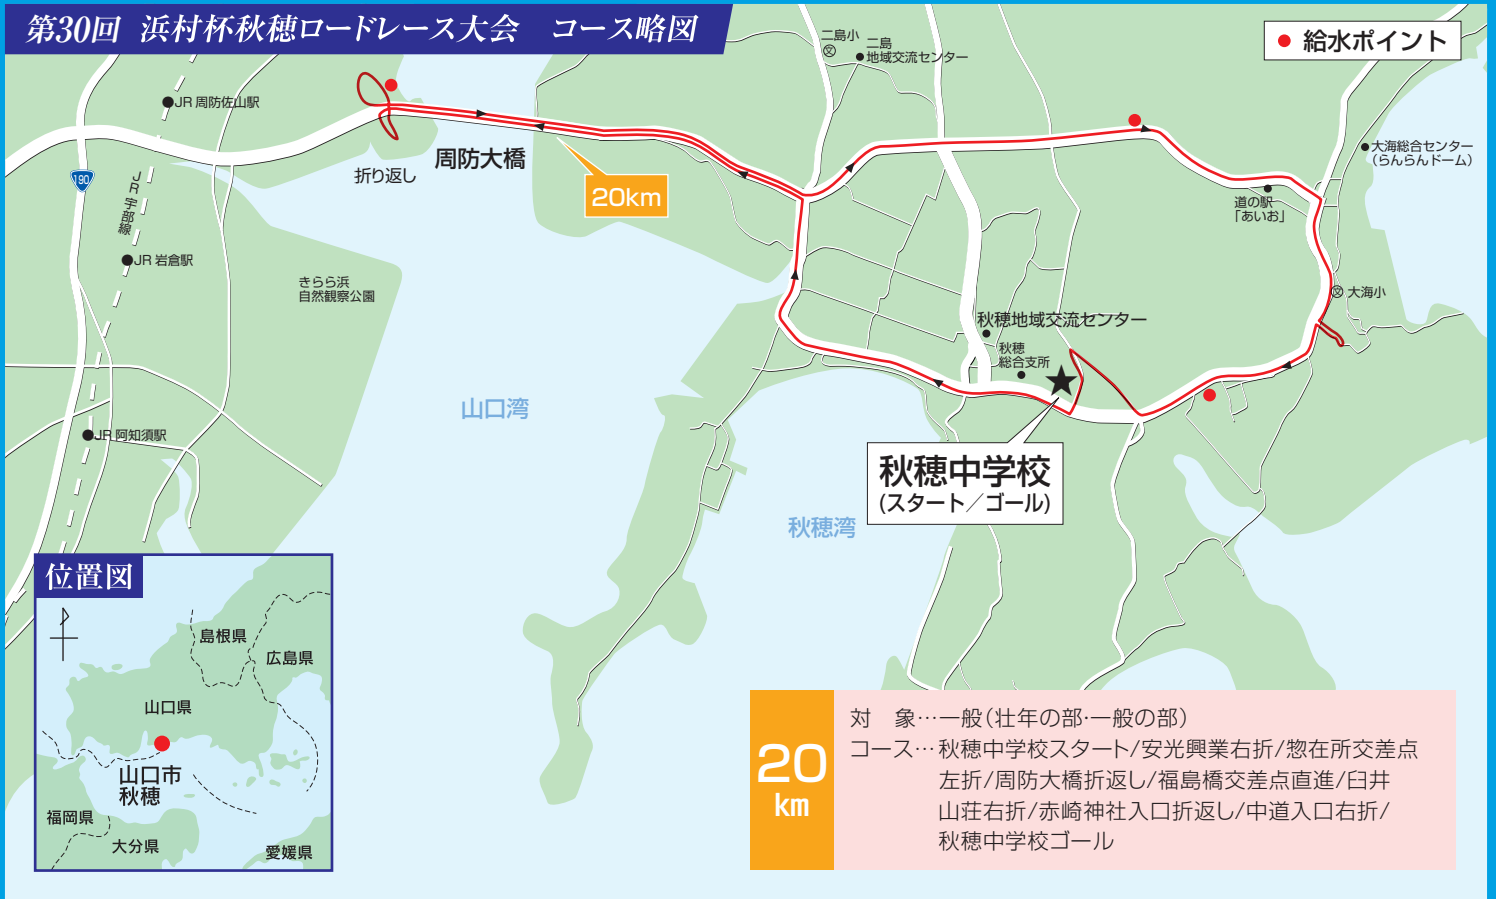 第30回 浜村杯秋穂ロードレース大会　コース略図
給水ポイント
二島小
文
二島
地域交流センター
JR 周防佐山駅
190
JR宇部線
折り返し
周防大橋
20km
大海総合センター
（らんらんドーム）
道の駅
「あいお」
文 大海小
JR 岩倉駅
きらら浜
自然観察公園
秋穂地域交流センター
秋穂
総合支所
山口湾
JR 阿知須駅
秋穂中学校
(スタート／ゴール)
秋穂湾
位置図
島根県
広島県
山口県
山口市
秋穂
福岡県
大分県
愛媛県
20
km
対　象…一般（壮年の部・一般の部）
コース…秋穂中学校スタート/安光興業右折/惣在所交差点
左折/周防大橋折返し/福島橋交差点直進/臼井
山荘右折/赤崎神社入口折返し/中道入口右折/
秋穂中学校ゴール